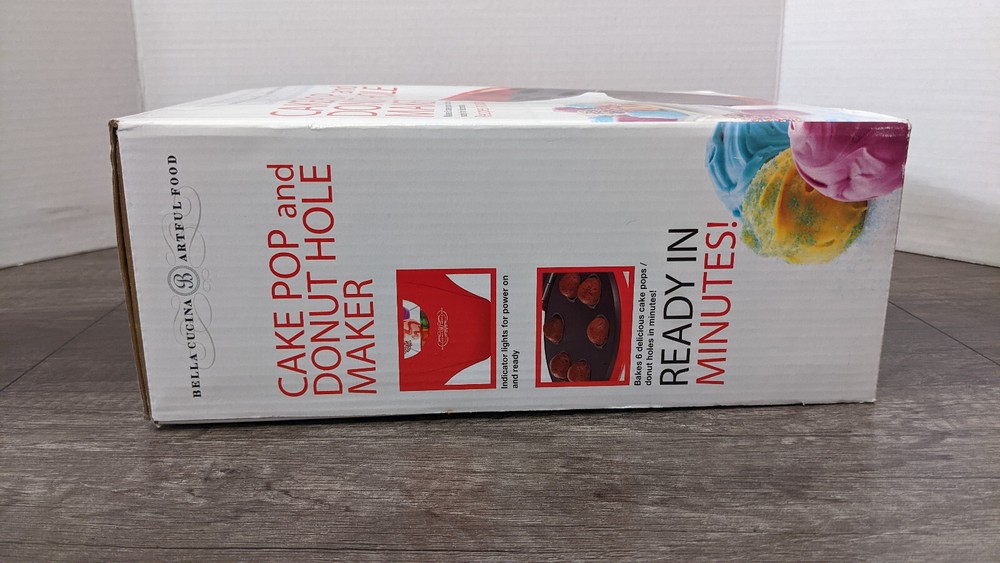 BELLA CUCINA B ARTFUL FOOD
CAKE POP and
DONUT HOLE
MAKER
Indicator lights for power on
and ready
Bakes 6 delicious cake pops /
donut holes in minutes!
READY IN
MINUTES!